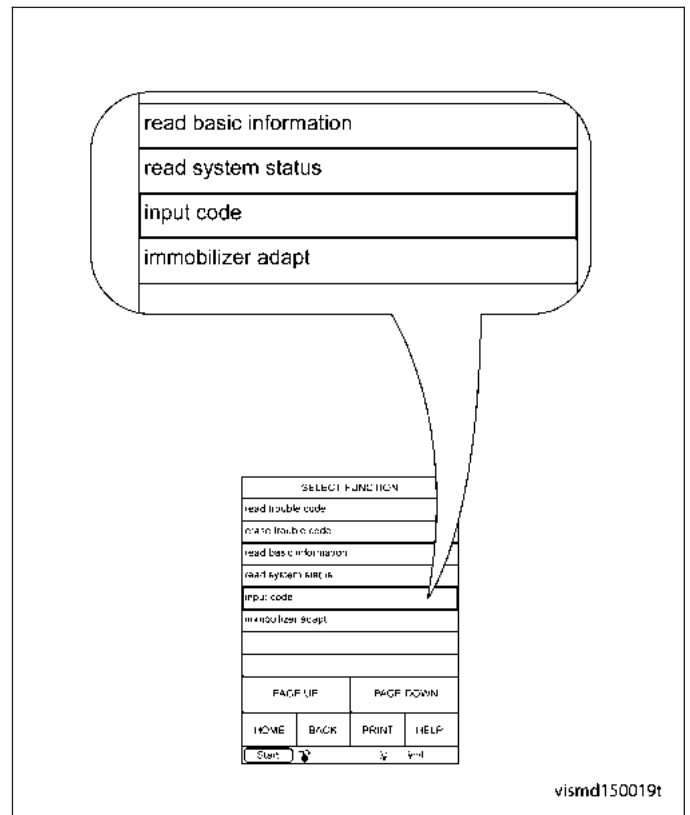 read basic information
read system status
input code
immobilizer adapt
SELECT FUNCTION
read trouble code
erase trouble code
read basic information
read system status
input code
immobilizer adapt
PAGE UP PAGE DOWN
HOME BACK PRINT HELP
Start
vismd150019t